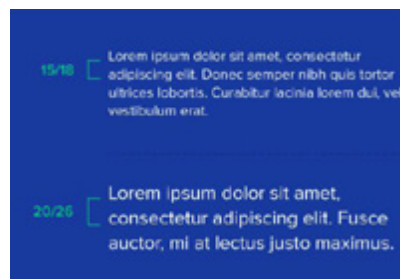 15/18
Lorem ipsum dolor sit amet, consectetur
adipiscing elit. Donec semper nibh quis tortor
ultrices lobortis. Curabitur lacinia lorem dui, vel
vestibulum erat.
20/26
Lorem ipsum dolor sit amet,
consectetur adipiscing elit. Fusce
auctor, mi at lectus justo maximus.